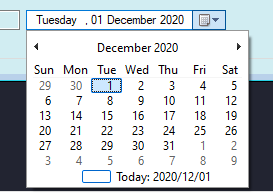 Tuesday , 01 December 2020
December 2020
Sun Mon Tue Wed Thu Fri Sat
29 30 1 2 3 4 5
6 7 8 9 10 11 12
13 14 15 16 17 18 19
20 21 22 23 24 25 26
27 28 29 30 31 1 2
3 4 5 6 7 8 9
Today: 2020/12/01